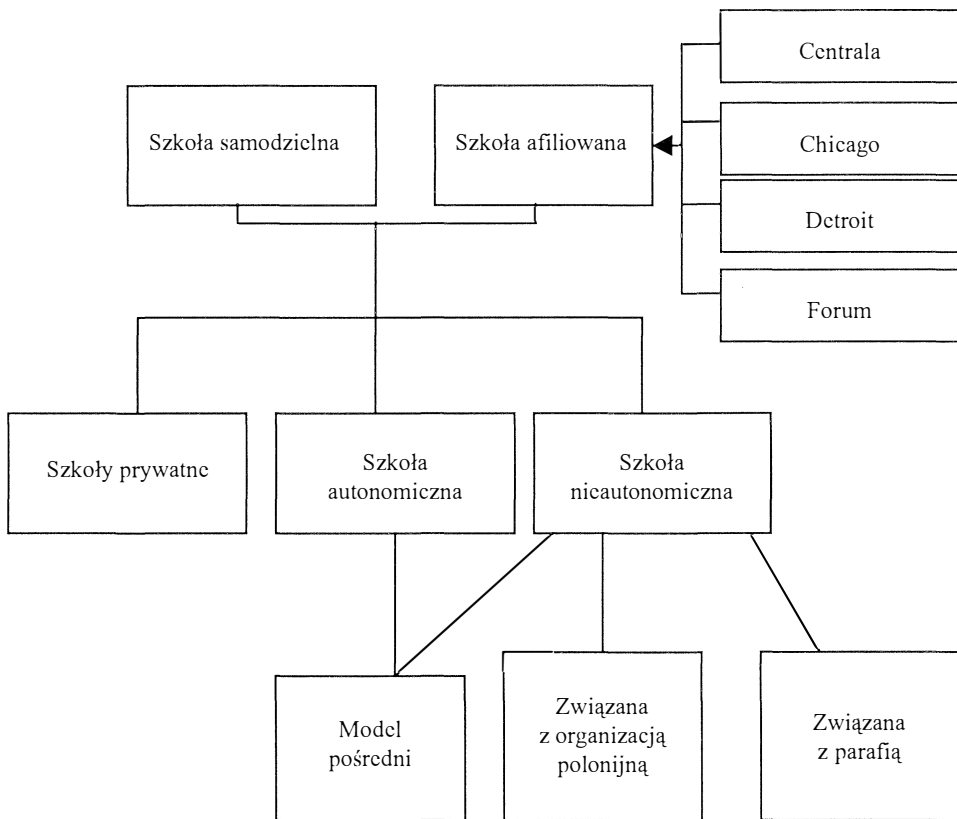 Centrala
Szkoła samodzielna
Szkoła afiliowana
Chicago
Detroit
Forum
Szkoły prywatne
Szkoła
autonomiczna
Szkoła
nieautonomiczna
Model
pośredni
Związana
z organizacją
polonijną
Związana
z parafią